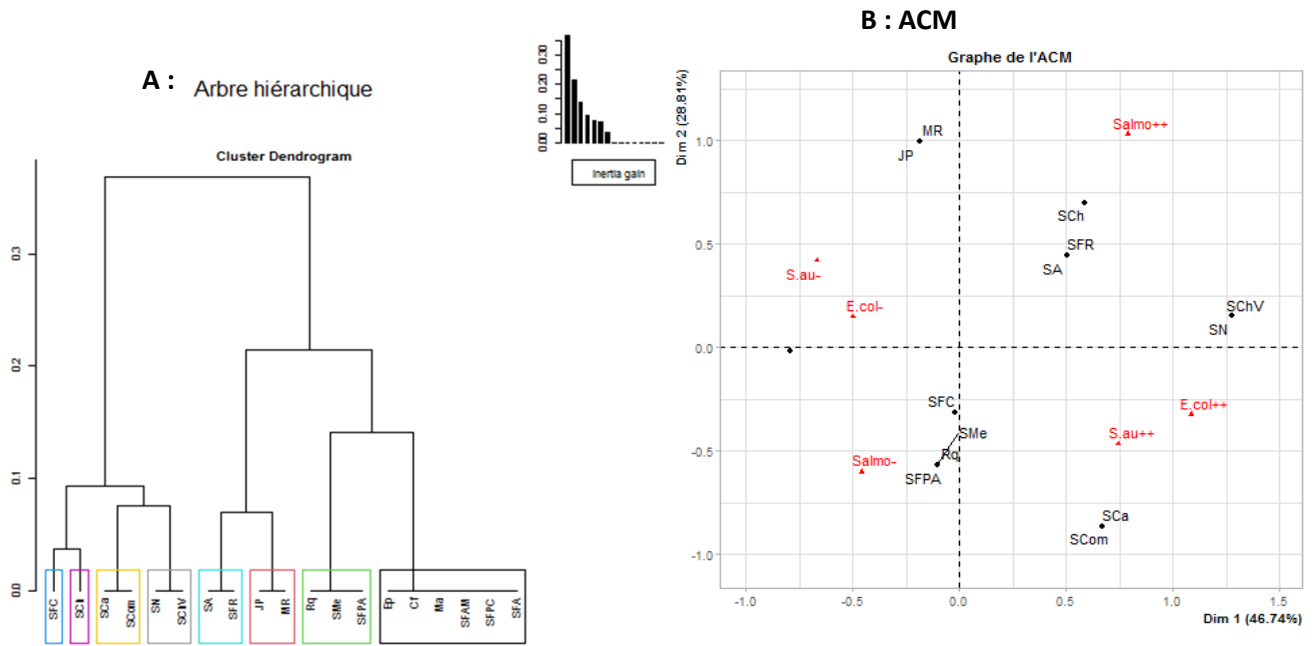 A : Arbre hiérarchique
Cluster Dendrogram
0.3
0.2
0.1
0.0
SFC
SCh
SCa
SCom
SN
SChV
SA
SFR
JP
MR
Rq
SMe
SFPA
Ep
Cf
Ma
SFAM
SFPC
SFA
0.30
0.20
0.10
0.00
inertia gain
B : ACM
Graphe de l'ACM
Dim 2 (28.81%)
1.0
0.5
0.0
-0.5
-1.0
MR
JP
Salmo++
SCh
SFR
SA
S.au-
E.col-
SChV
SN
SFC
SMe
Rq
SFPA
Salmo-
E.col++
S.au++
SCa
SCom
-1.0
-0.5
0.0
0.5
1.0
1.5
Dim 1 (46.74%)